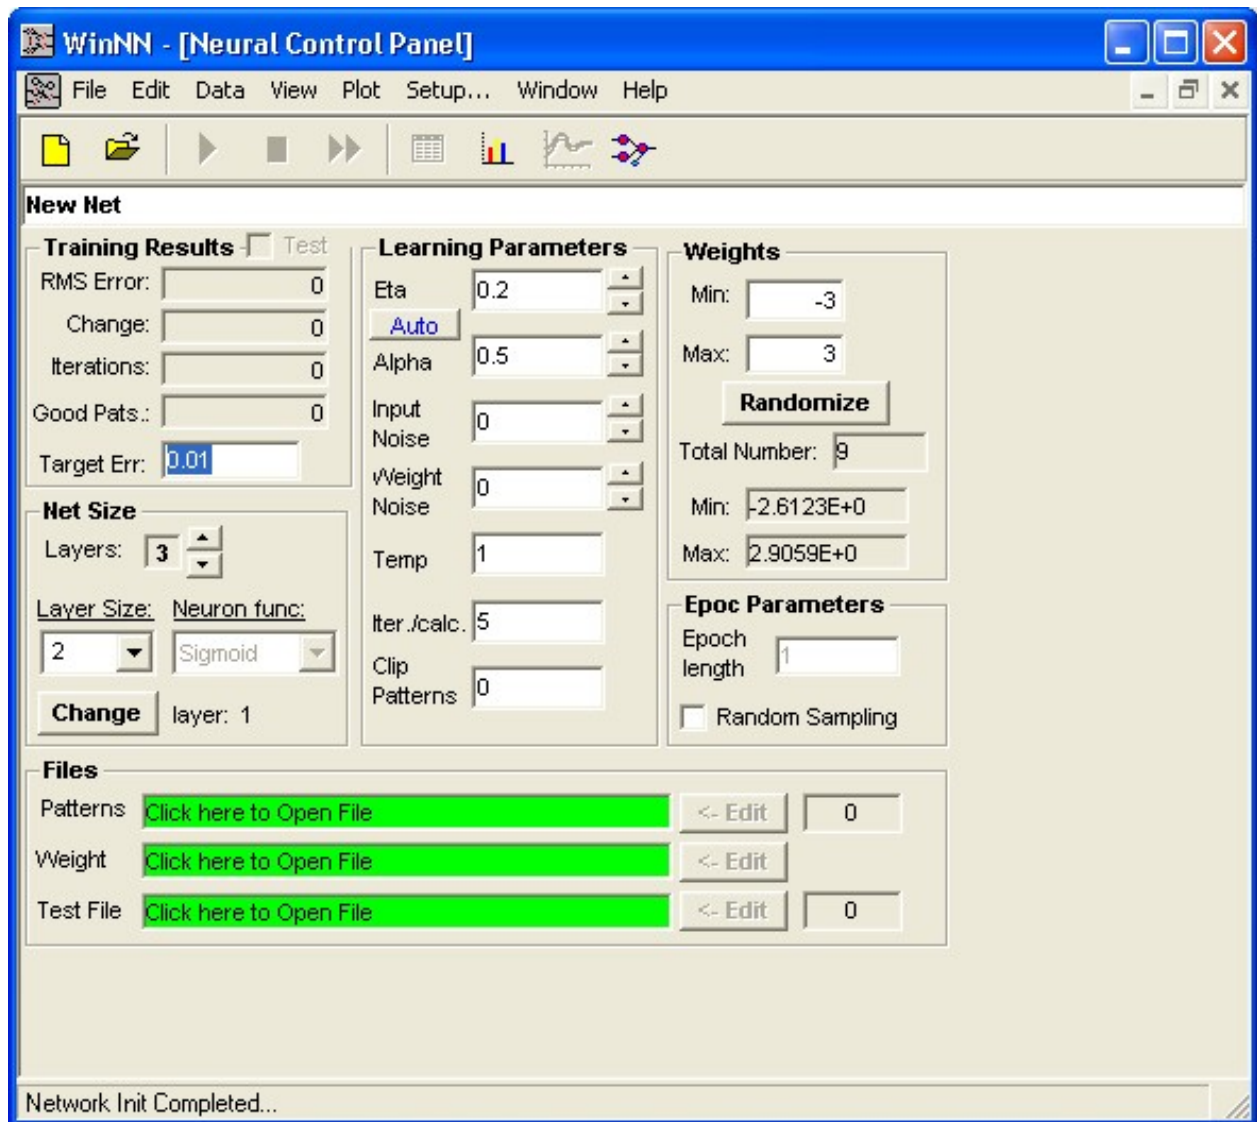 WinNN - [Neural Control Panel]
File Edit Data View Plot Setup... Window Help
New Net
Training Results Test
RMS Error: 0
Change: 0
Iterations: 0
Good Pats.: 0
Target Err: 0.01
Net Size
Layers: 3
Layer Size: Neuron func:
2 Sigmoid
Change layer: 1
Learning Parameters
Eta 0.2
Auto
Alpha 0.5
Input
Noise 0
Weight
Noise 0
Temp 1
Iter./calc. 5
Clip
Patterns 0
Weights
Min: -3
Max: 3
Randomize
Total Number: 9
Min: -2.6123E+0
Max: 2.9059E+0
Epoc Parameters
Epoch
length 1
Random Sampling
Files
Patterns Click here to Open File <- Edit 0
Weight Click here to Open File <- Edit
Test File Click here to Open File <- Edit 0
Network Init Completed...